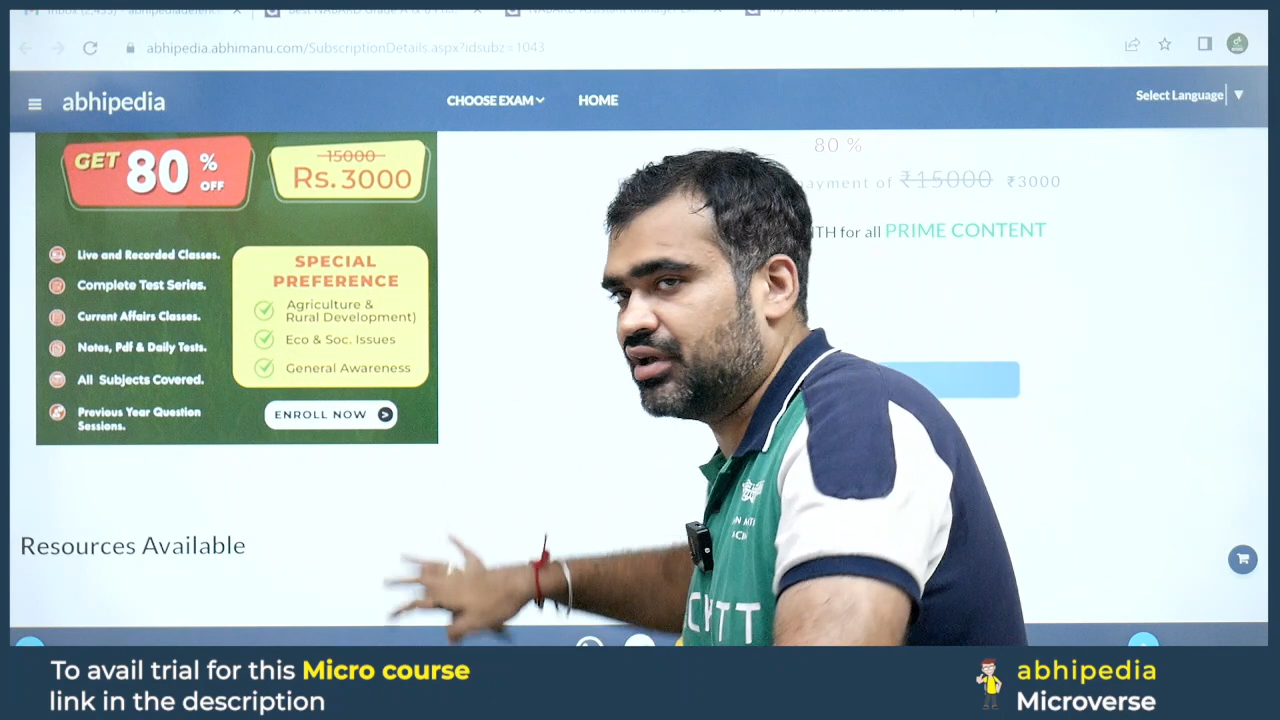 abhipedia.abhimanu.com/SubscriptionDetails.aspx?idsubz=1043
abhipedia
CHOOSE EXAM
HOME
Select Language
GET 80 % OFF
15000
Rs. 3000
Live and Recorded Classes.
Complete Test Series.
Current Affairs Classes.
Notes, Pdf & Daily Tests.
All Subjects Covered.
Previous Year Question
Sessions.
SPECIAL
PREFERENCE
Agriculture &
Rural Development)
Eco & Soc. Issues
General Awareness
ENROLL NOW
80 %
of ₹15000 ₹3000
for all PRIME CONTENT
Resources Available
To avail trial for this Micro course
link in the description
abhipedia
Microverse